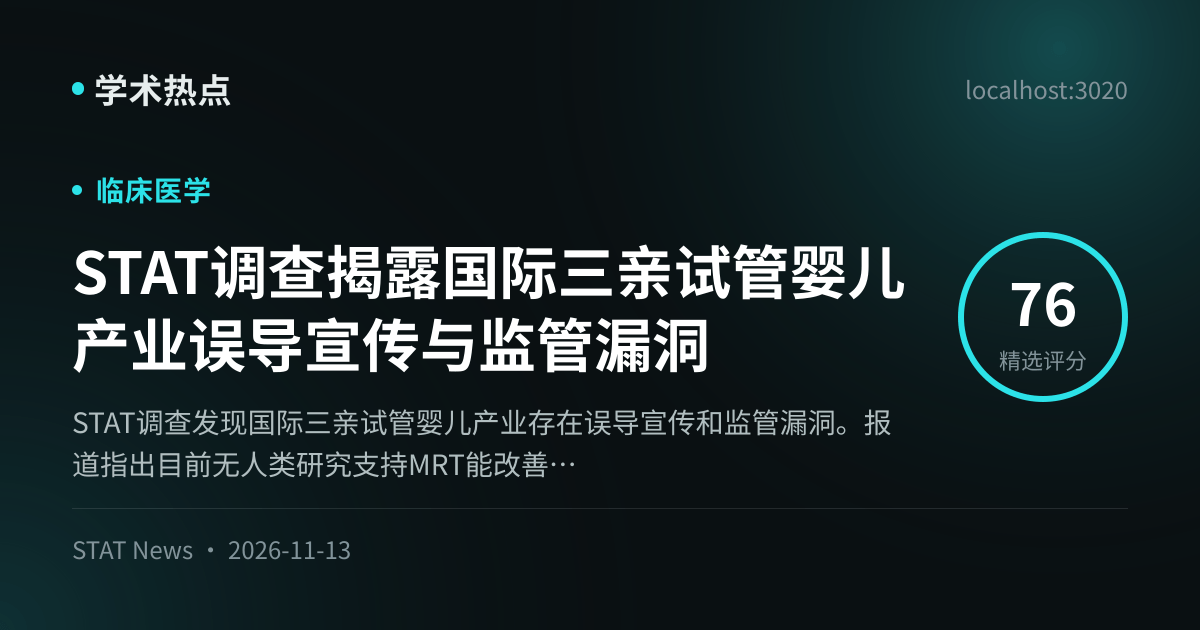 学术热点
localhost:3020
临床医学
STAT调查揭露国际三亲试管婴儿
产业误导宣传与监管漏洞
76
精选评分
STAT调查发现国际三亲试管婴儿产业存在误导宣传和监管漏洞。报
道指出目前无人类研究支持MRT能改善…
STAT News · 2026-11-13